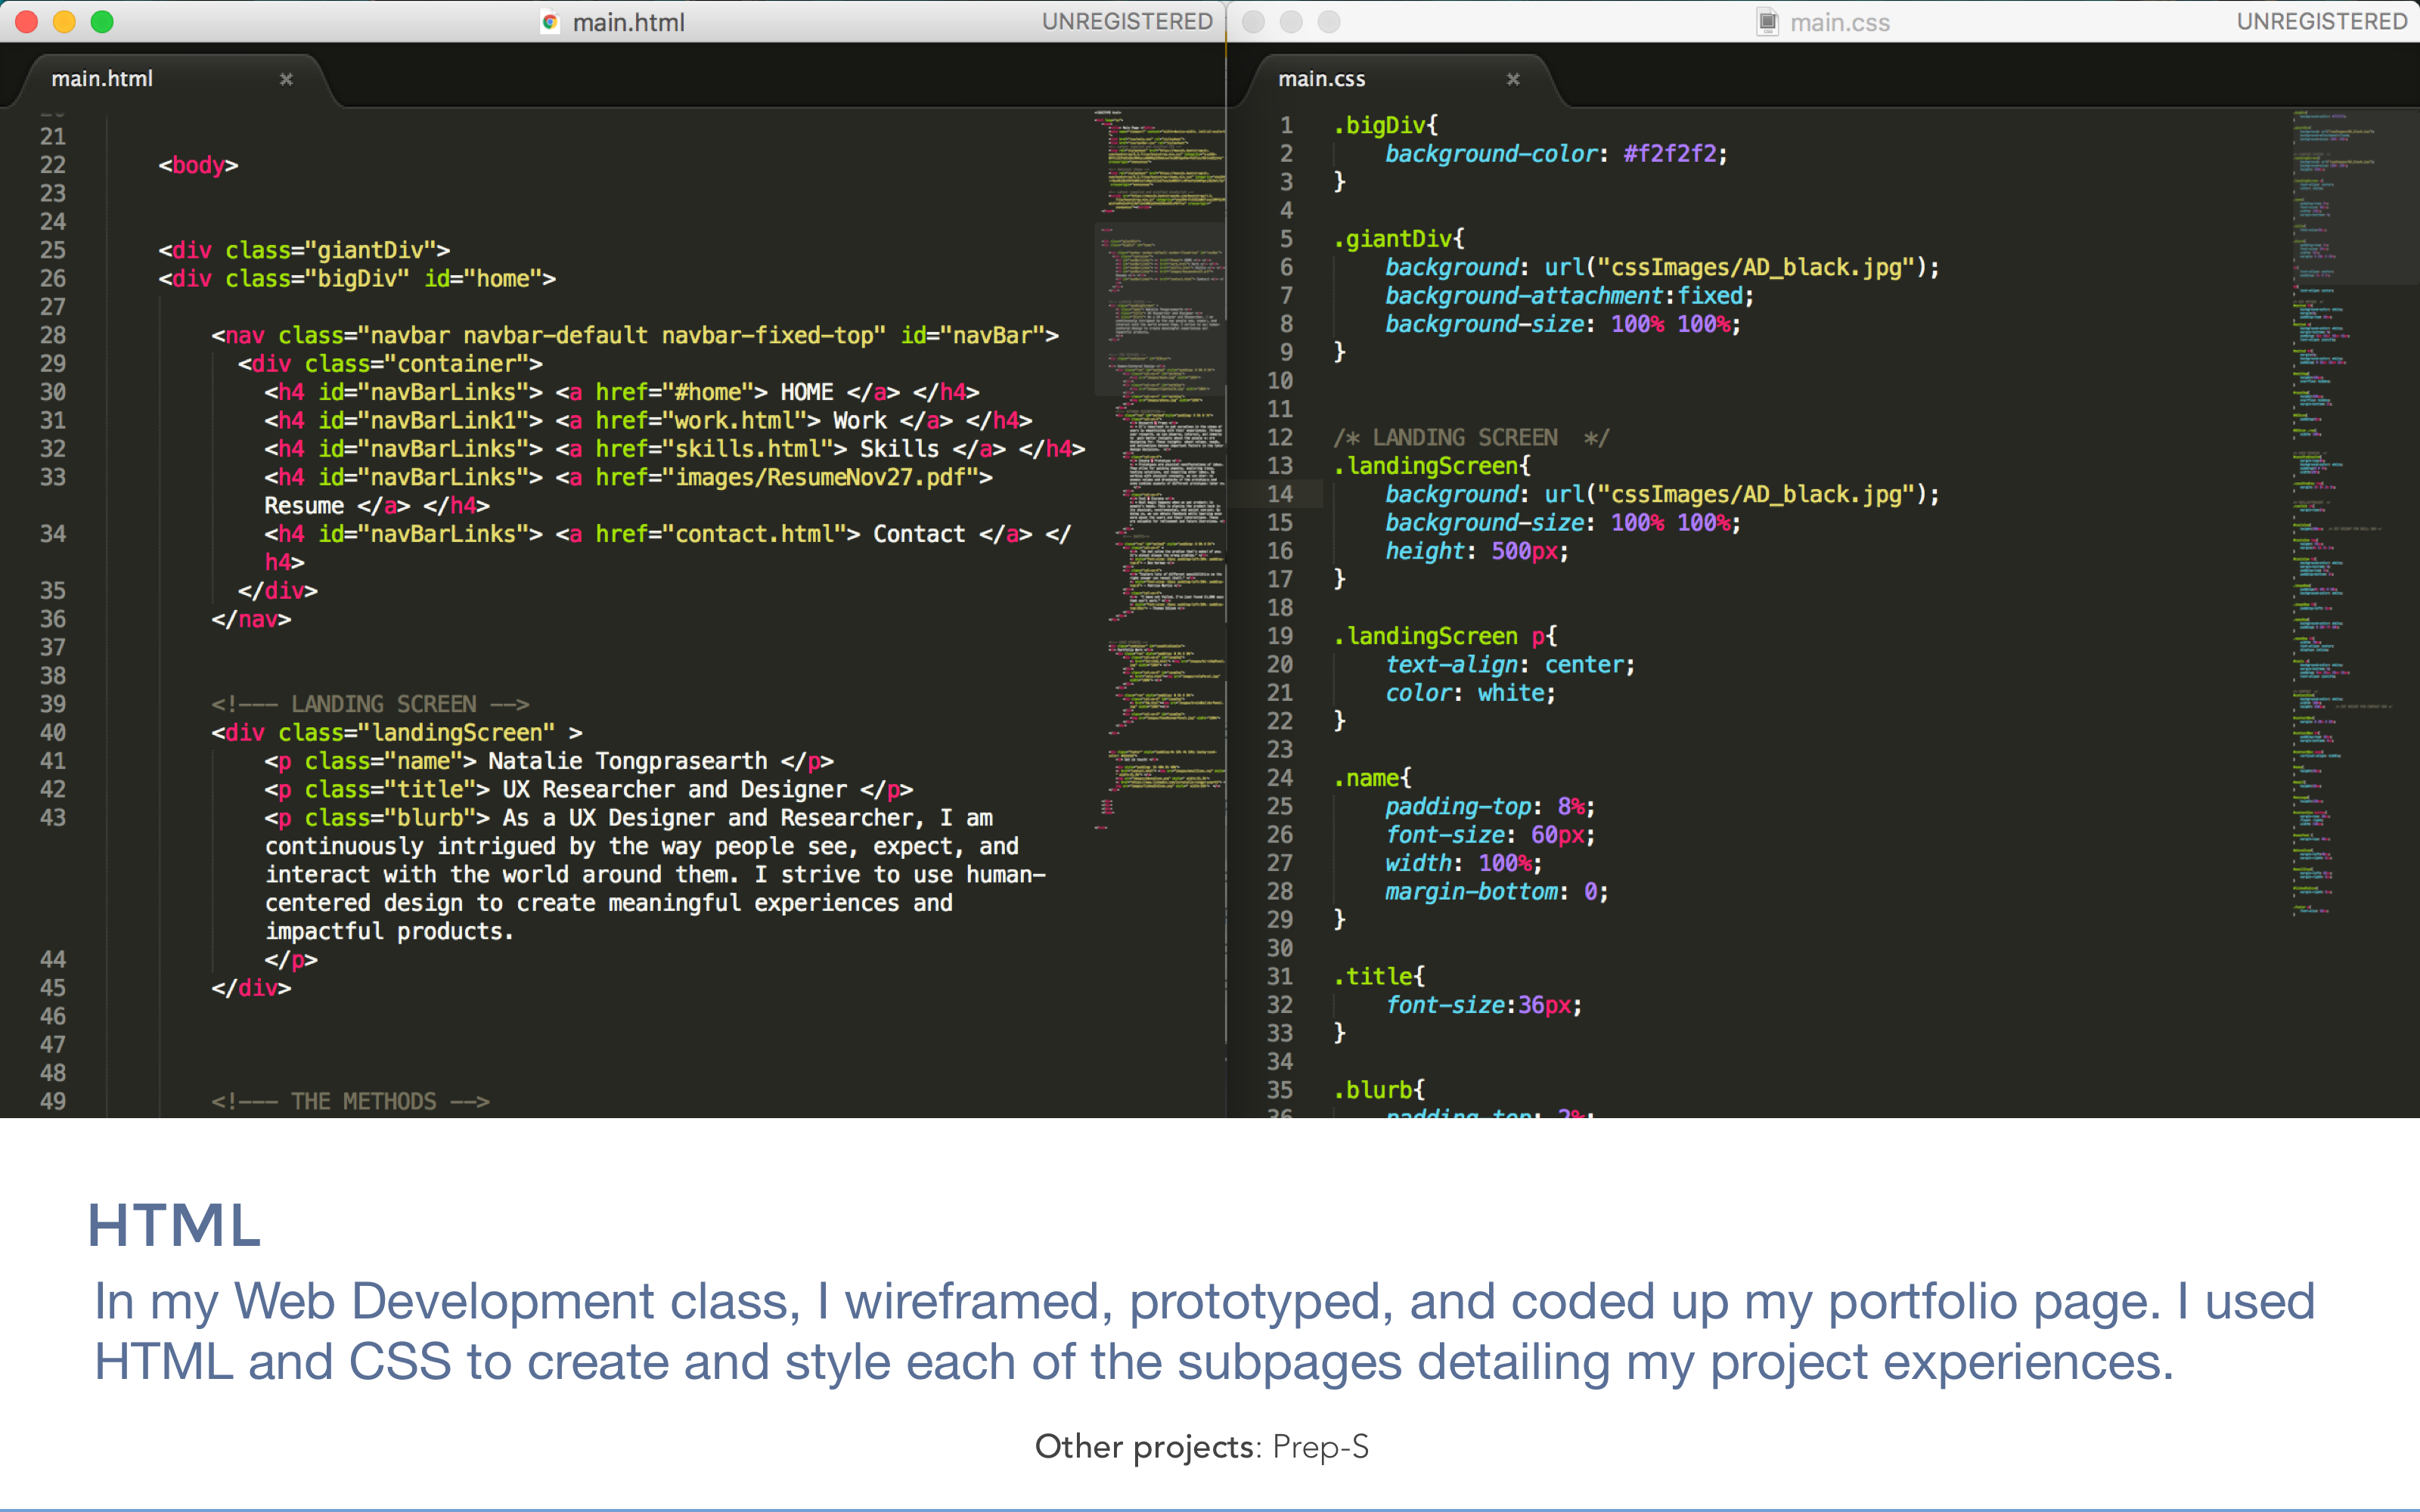 main.html
UNREGISTERED
main.html
21
22 <body>
23
24
25 <div class="giantDiv">
26 <div class="bigDiv" id="home">
27
28 <nav class="navbar navbar-default navbar-fixed-top" id="navBar">
29 <div class="container">
30 <h4 id="navBarLinks"> <a href="#home"> HOME </a> </h4>
31 <h4 id="navBarLink1"> <a href="work.html"> Work </a> </h4>
32 <h4 id="navBarLinks"> <a href="skills.html"> Skills </a> </h4>
33 <h4 id="navBarLinks"> <a href="images/ResumeNov27.pdf">
Resume </a> </h4>
34 <h4 id="navBarLinks"> <a href="contact.html"> Contact </a> </
h4>
35 </div>
36 </nav>
37
38
39 <!--- LANDING SCREEN -->
40 <div class="landingScreen" >
41 <p class="name"> Natalie Tongprasearth </p>
42 <p class="title"> UX Researcher and Designer </p>
43 <p class="blurb"> As a UX Designer and Researcher, I am
continuously intrigued by the way people see, expect, and
interact with the world around them. I strive to use human-
centered design to create meaningful experiences and
impactful products.
44 </p>
45 </div>
46
47
48
49 <!--- THE METHODS -->
main.css
UNREGISTERED
main.css
1 .bigDiv{
2 background-color: #f2f2f2;
3 }
4
5 .giantDiv{
6 background: url("cssImages/AD_black.jpg");
7 background-attachment:fixed;
8 background-size: 100% 100%;
9 }
10
11
12 /* LANDING SCREEN  */
13 .landingScreen{
14 background: url("cssImages/AD_black.jpg");
15 background-size: 100% 100%;
16 height: 500px;
17 }
18
19 .landingScreen p{
20 text-align: center;
21 color: white;
22 }
23
24 .name{
25 padding-top: 8%;
26 font-size: 60px;
27 width: 100%;
28 margin-bottom: 0;
29 }
30
31 .title{
32 font-size:36px;
33 }
34
35 .blurb{
36 padding-top: 2%;
HTML
In my Web Development class, I wireframed, prototyped, and coded up my portfolio page. I used
HTML and CSS to create and style each of the subpages detailing my project experiences.
Other projects: Prep-S